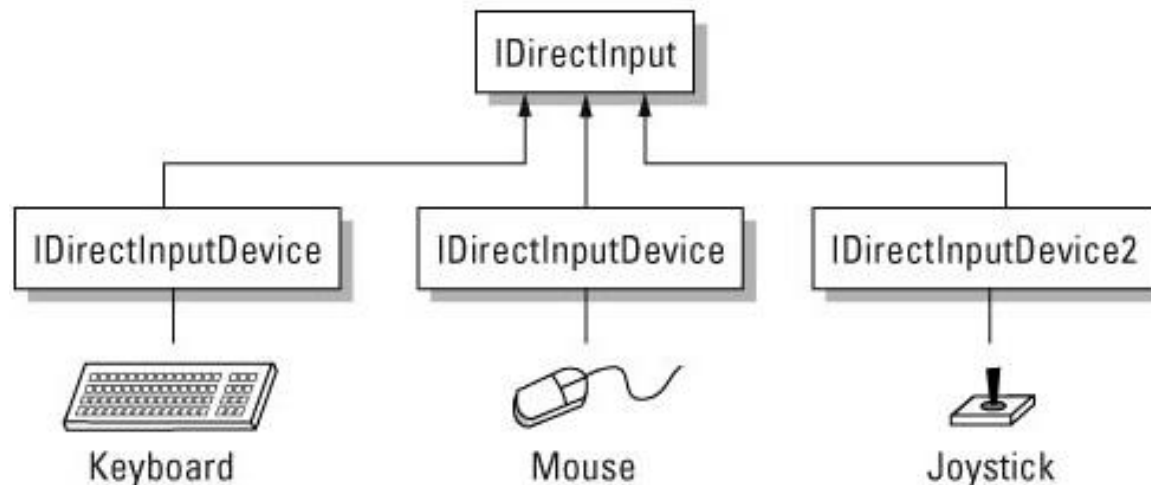 IDirectInput
IDirectInputDevice
IDirectInputDevice
IDirectInputDevice2
Keyboard
Mouse
Joystick